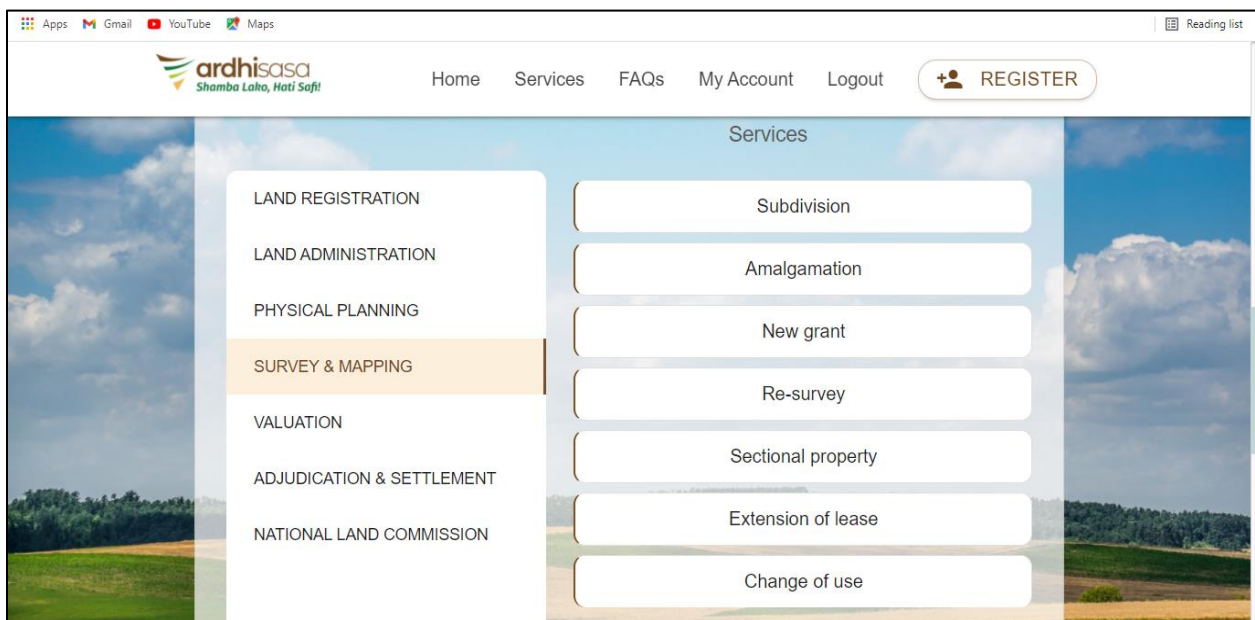 Apps Gmail YouTube Maps Reading list
ardhisasa
Shamba Lako, Hati Safi!
Home Services FAQs My Account Logout REGISTER
Services
LAND REGISTRATION
LAND ADMINISTRATION
PHYSICAL PLANNING
SURVEY & MAPPING
VALUATION
ADJUDICATION & SETTLEMENT
NATIONAL LAND COMMISSION
Subdivision
Amalgamation
New grant
Re-survey
Sectional property
Extension of lease
Change of use